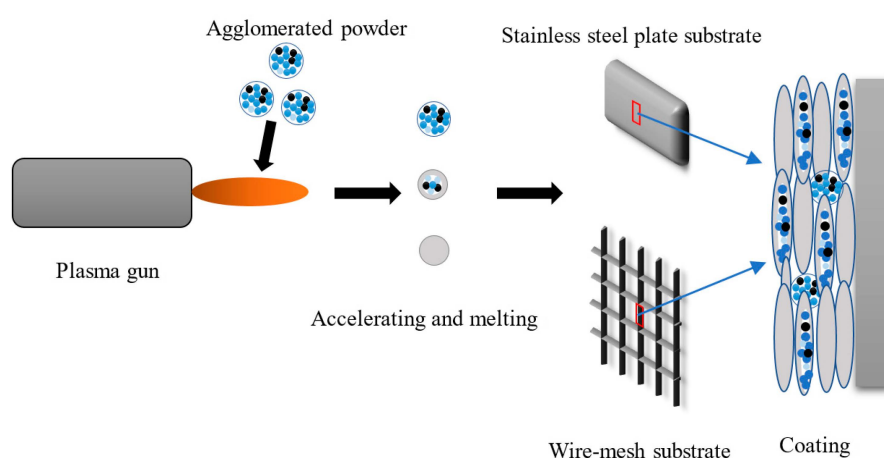 Agglomerated powder
Stainless steel plate substrate
Plasma gun
Accelerating and melting
Wire-mesh substrate
Coating